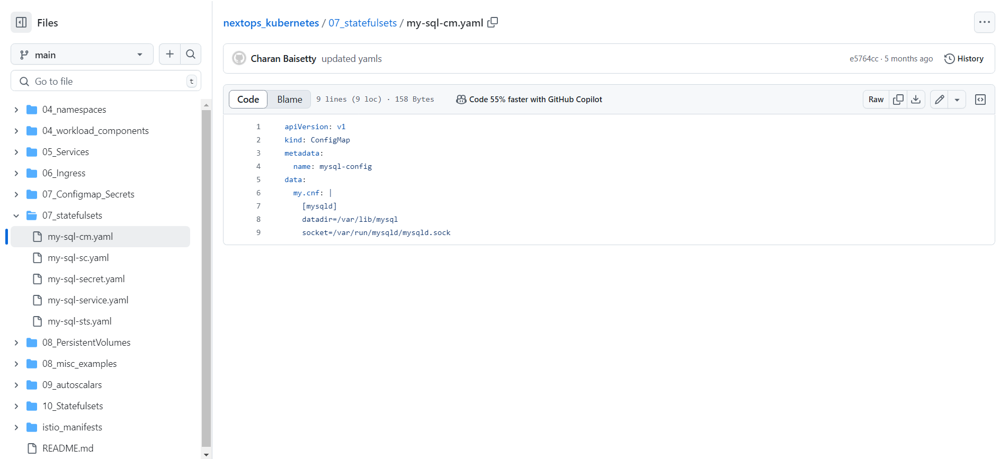 Files
main
Go to file
t
04_namespaces
04_workload_components
05_Services
06_Ingress
07_Configmap_Secrets
07_statefulsets
my-sql-cm.yaml
my-sql-sc.yaml
my-sql-secret.yaml
my-sql-service.yaml
my-sql-sts.yaml
08_PersistentVolumes
08_misc_examples
09_autoscalars
10_Statefulsets
istio_manifests
README.md
nextops_kubernetes / 07_statefulsets / my-sql-cm.yaml
Charan Baisetty updated yamls e5764cc · 5 months ago History
Code Blame 9 lines (9 loc) · 158 Bytes Code 55% faster with GitHub Copilot Raw
1 apiVersion: v1
2 kind: ConfigMap
3 metadata:
4   name: mysql-config
5 data:
6   my.cnf: |
7     [mysqld]
8     datadir=/var/lib/mysql
9     socket=/var/run/mysqld/mysqld.sock